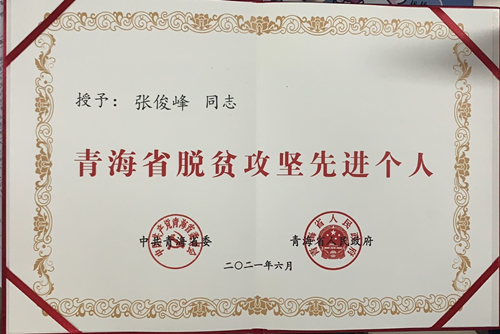 授予：张俊峰 同志
青海省脱贫攻坚先进个人
中共青海省委 青海省人民政府
二〇二一年六月